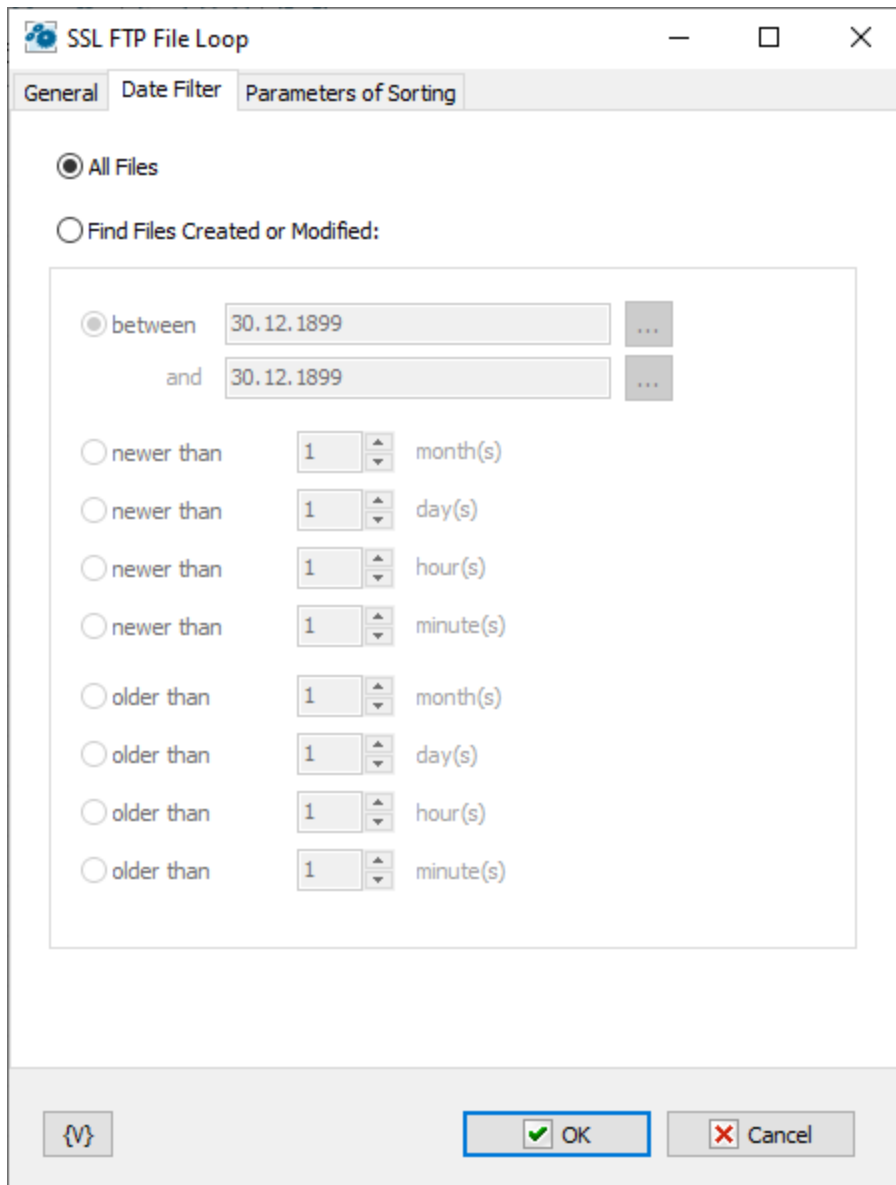 SSL FTP File Loop
General Date Filter Parameters of Sorting
All Files
Find Files Created or Modified:
between 30.12.1899 ...
and 30.12.1899 ...
newer than 1 month(s)
newer than 1 day(s)
newer than 1 hour(s)
newer than 1 minute(s)
older than 1 month(s)
older than 1 day(s)
older than 1 hour(s)
older than 1 minute(s)
{V} OK Cancel